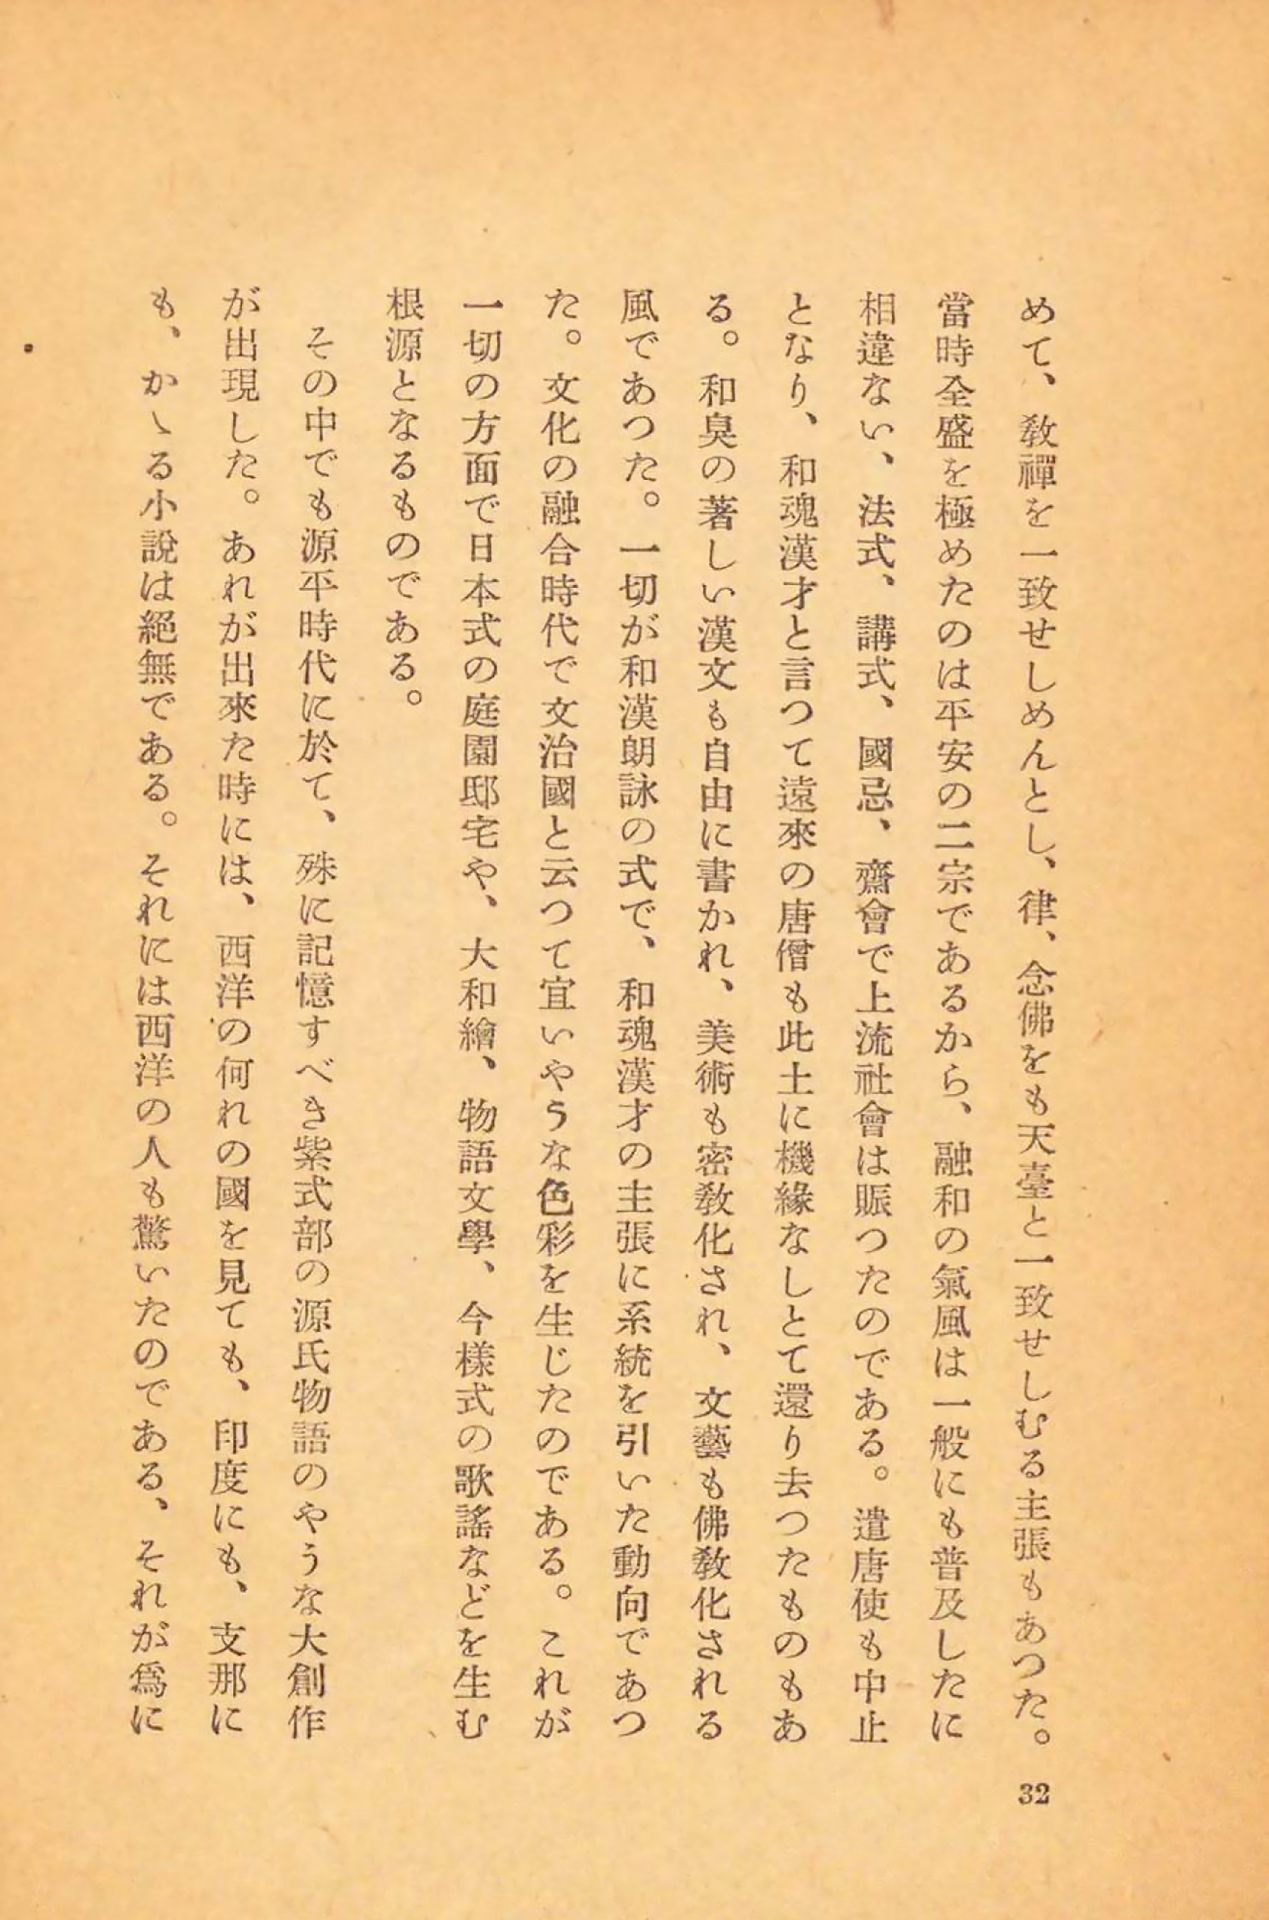 めて、敎禪を一致せしめんとし、律、念佛をも天臺と一致せしむる主張もあつた。
當時全盛を極めたのは平安の二宗であるから、融和の氣風は一般にも普及したに
相違ない、法式、講式、國忌、齋會で上流社會は賑つたのである。遣唐使も中止
となり、和魂漢才と言つて遠來の唐僧も此土に機緣なしとて還り去つたものもあ
る。和臭の著しい漢文も自由に書かれ、美術も密敎化され、文藝も佛敎化される
風であつた。一切が和漢朗詠の式で、和魂漢才の主張に系統を引いた動向であつ
た。文化の融合時代で文治國と云つて宜いやうな色彩を生じたのである。これが
一切の方面で日本式の庭園邸宅や、大和繪、物語文學、今樣式の歌謠などを生む
根源となるものである。
その中でも源平時代に於て、殊に記憶すべき紫式部の源氏物語のやうな大創作
が出現した。あれが出來た時には、西洋の何れの國を見ても、印度にも、支那に
も、かゝる小說は絕無である。それには西洋の人も驚いたのである、それが爲に
32